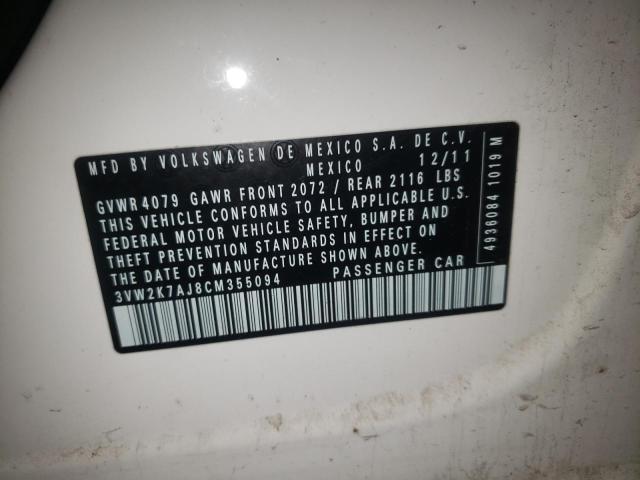 MFD BY VOLKSWAGEN DE MEXICO S.A. DE C.V.
MEXICO 12/11
GVWR 4079 GAWR FRONT 2072 / REAR 2116 LBS
THIS VEHICLE CONFORMS TO ALL APPLICABLE U.S.
FEDERAL MOTOR VEHICLE SAFETY, BUMPER AND
THEFT PREVENTION STANDARDS IN EFFECT ON
THE DATE OF MANUFACTURE SHOWN ABOVE.
3VW2K7AJ8CM355094 PASSENGER CAR
4936084 1019 M